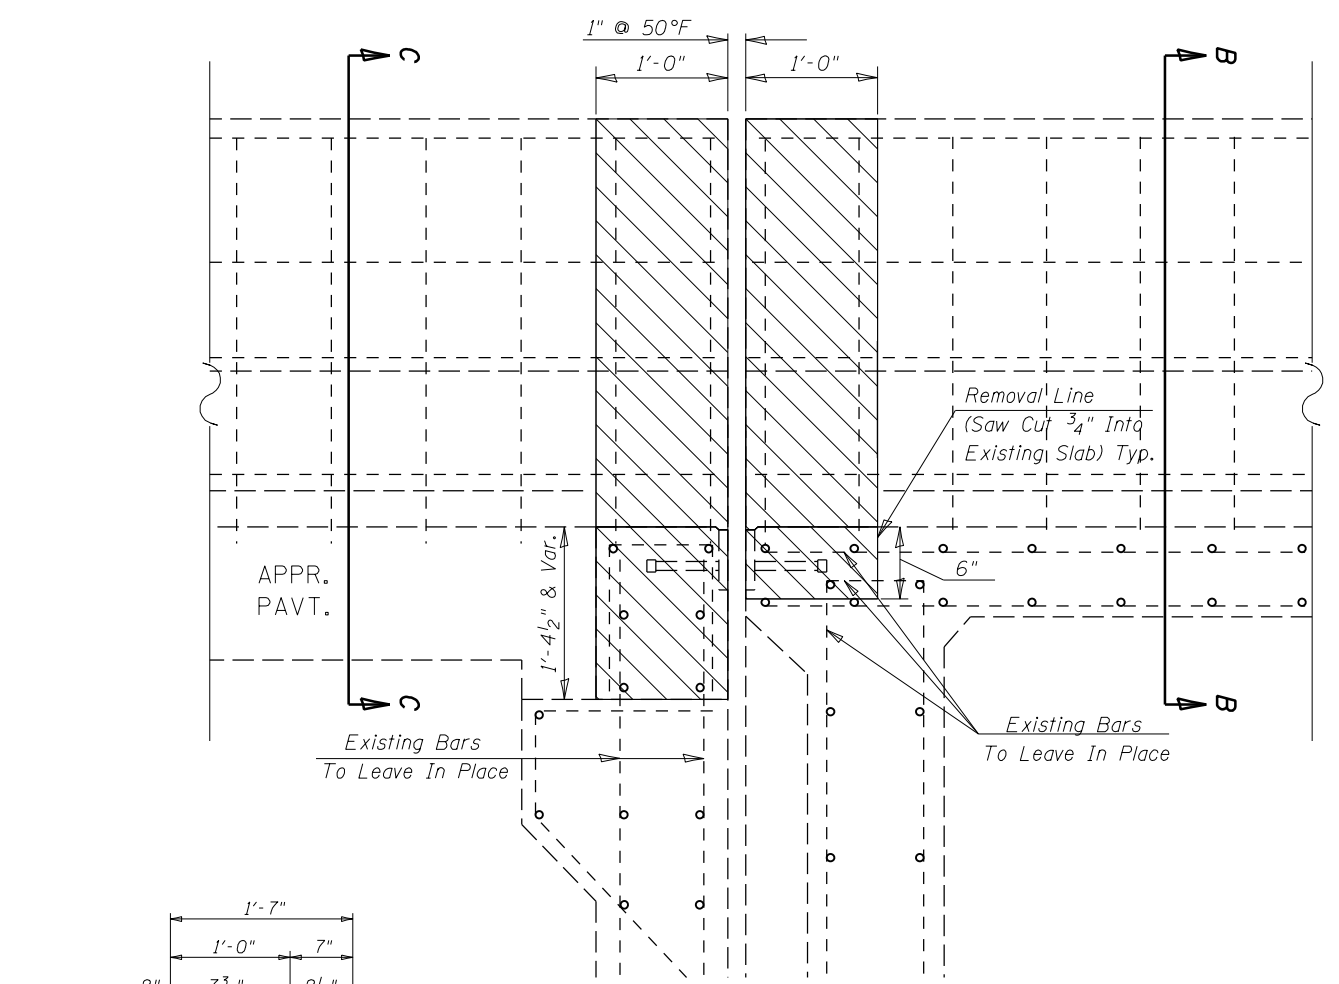 1" @ 50°F
1'-0"
1'-0"
C
B
Removal Line
(Saw Cut 3/4" Into
Existing Slab) Typ.
1'-4 1/2" & Var.
6"
APPR.
PAVT.
C
B
Existing Bars
To Leave In Place
Existing Bars
To Leave In Place
1'-7"
1'-0"
7"